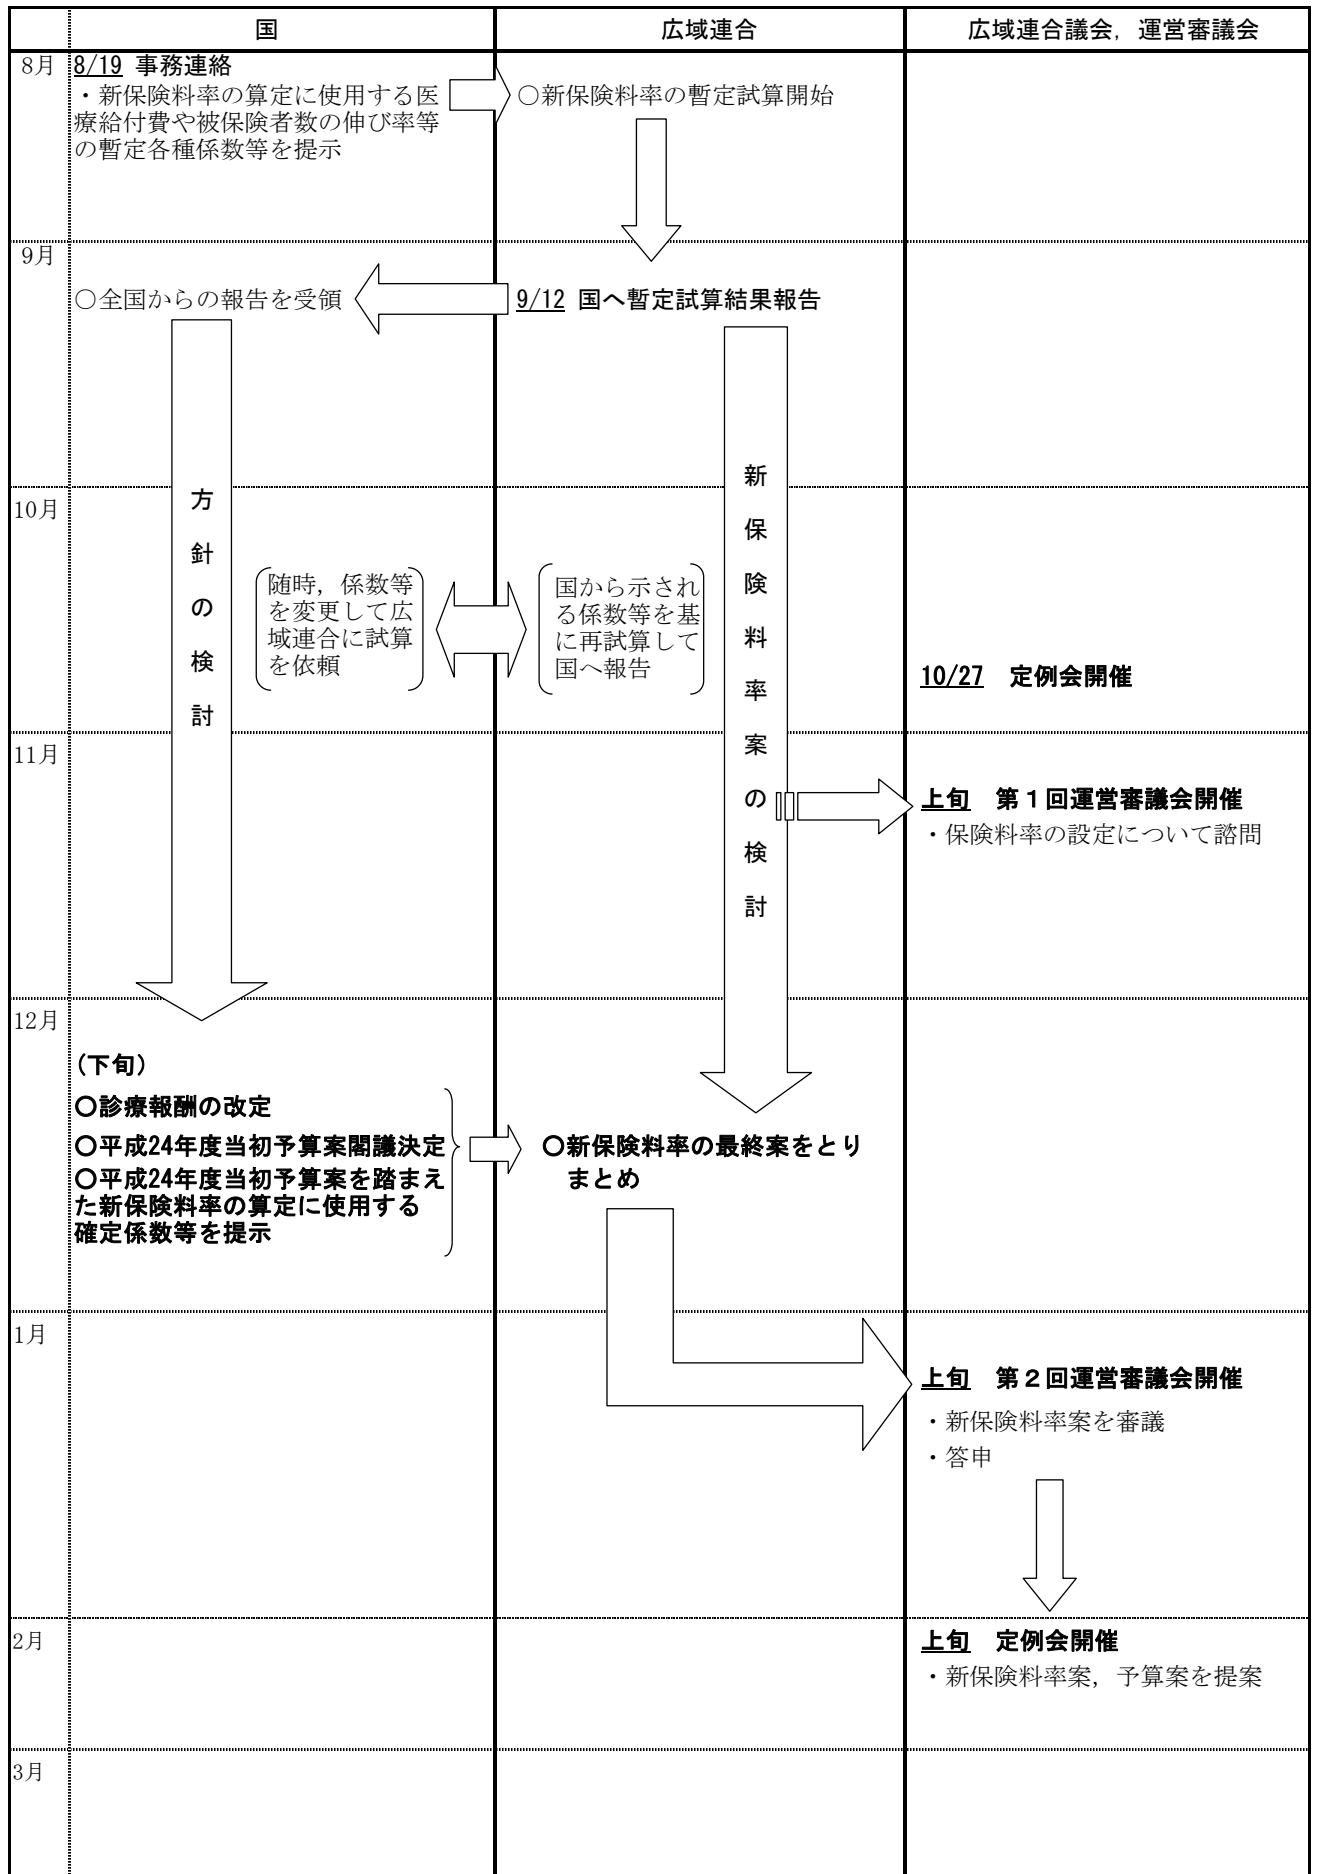 国
広域連合
広域連合議会，運営審議会
8月
8/19 事務連絡
・新保険料率の算定に使用する医
療給付費や被保険者数の伸び率等
の暫定各種係数等を提示
○新保険料率の暫定試算開始
9月
○全国からの報告を受領
9/12 国へ暫定試算結果報告
方針の検討
新保険料率案の検討
10月
随時，係数等
を変更して広
域連合に試算
を依頼
国から示され
る係数等を基
に再試算して
国へ報告
10/27 定例会開催
11月
上旬 第１回運営審議会開催
・保険料率の設定について諮問
12月
(下旬)
○診療報酬の改定
○平成24年度当初予算案閣議決定
○平成24年度当初予算案を踏まえ
た新保険料率の算定に使用する
確定係数等を提示
○新保険料率の最終案をとり
まとめ
1月
上旬 第２回運営審議会開催
・新保険料率案を審議
・答申
2月
上旬 定例会開催
・新保険料率案，予算案を提案
3月